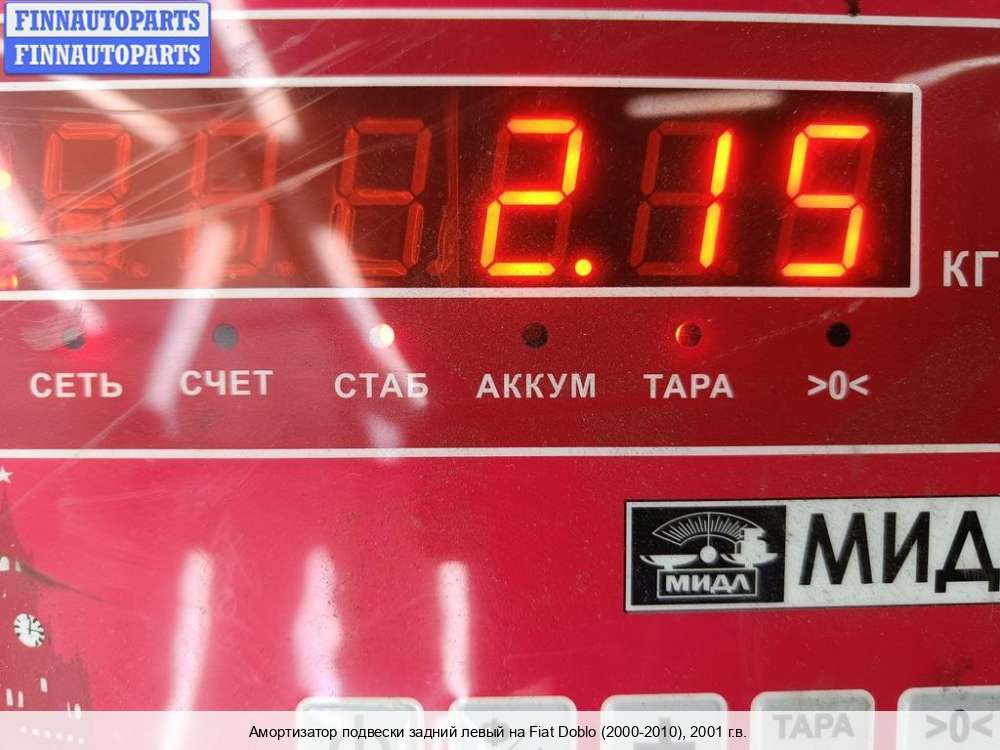 FINNAUTOPARTS
FINNAUTOPARTS
2.15
КГ
СЕТЬ СЧЕТ СТАБ АККУМ ТАРА >0<
МИДЛ МИД
ТАРА >0<
Амортизатор подвески задний левый на Fiat Doblo (2000-2010), 2001 г.в.